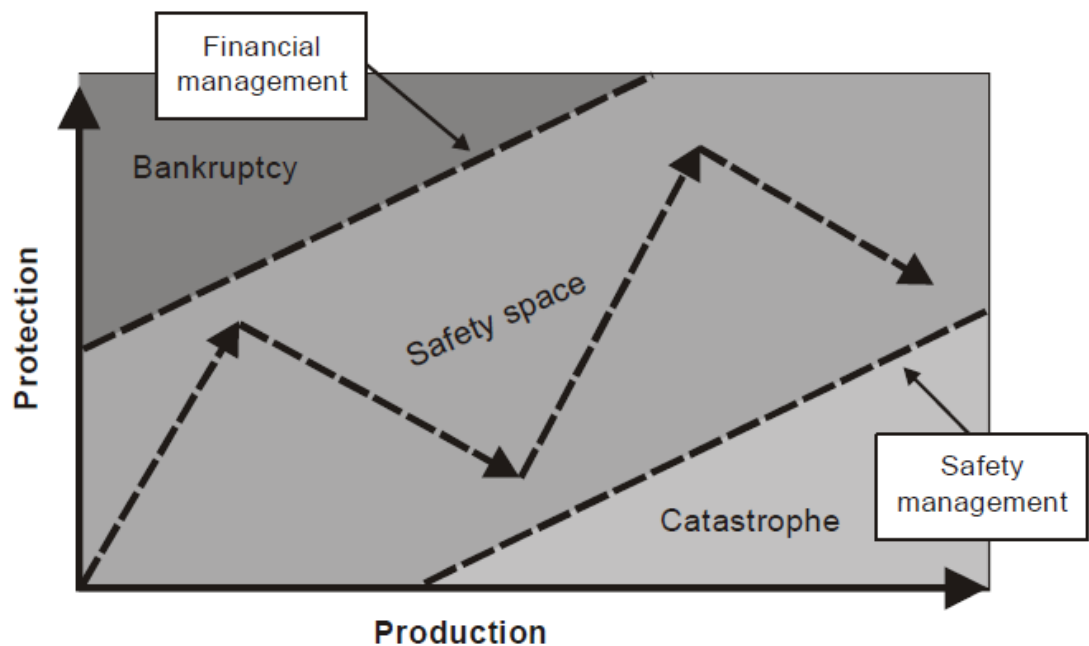 Financial
management
Bankruptcy
Protection
Safety space
Safety
management
Catastrophe
Production